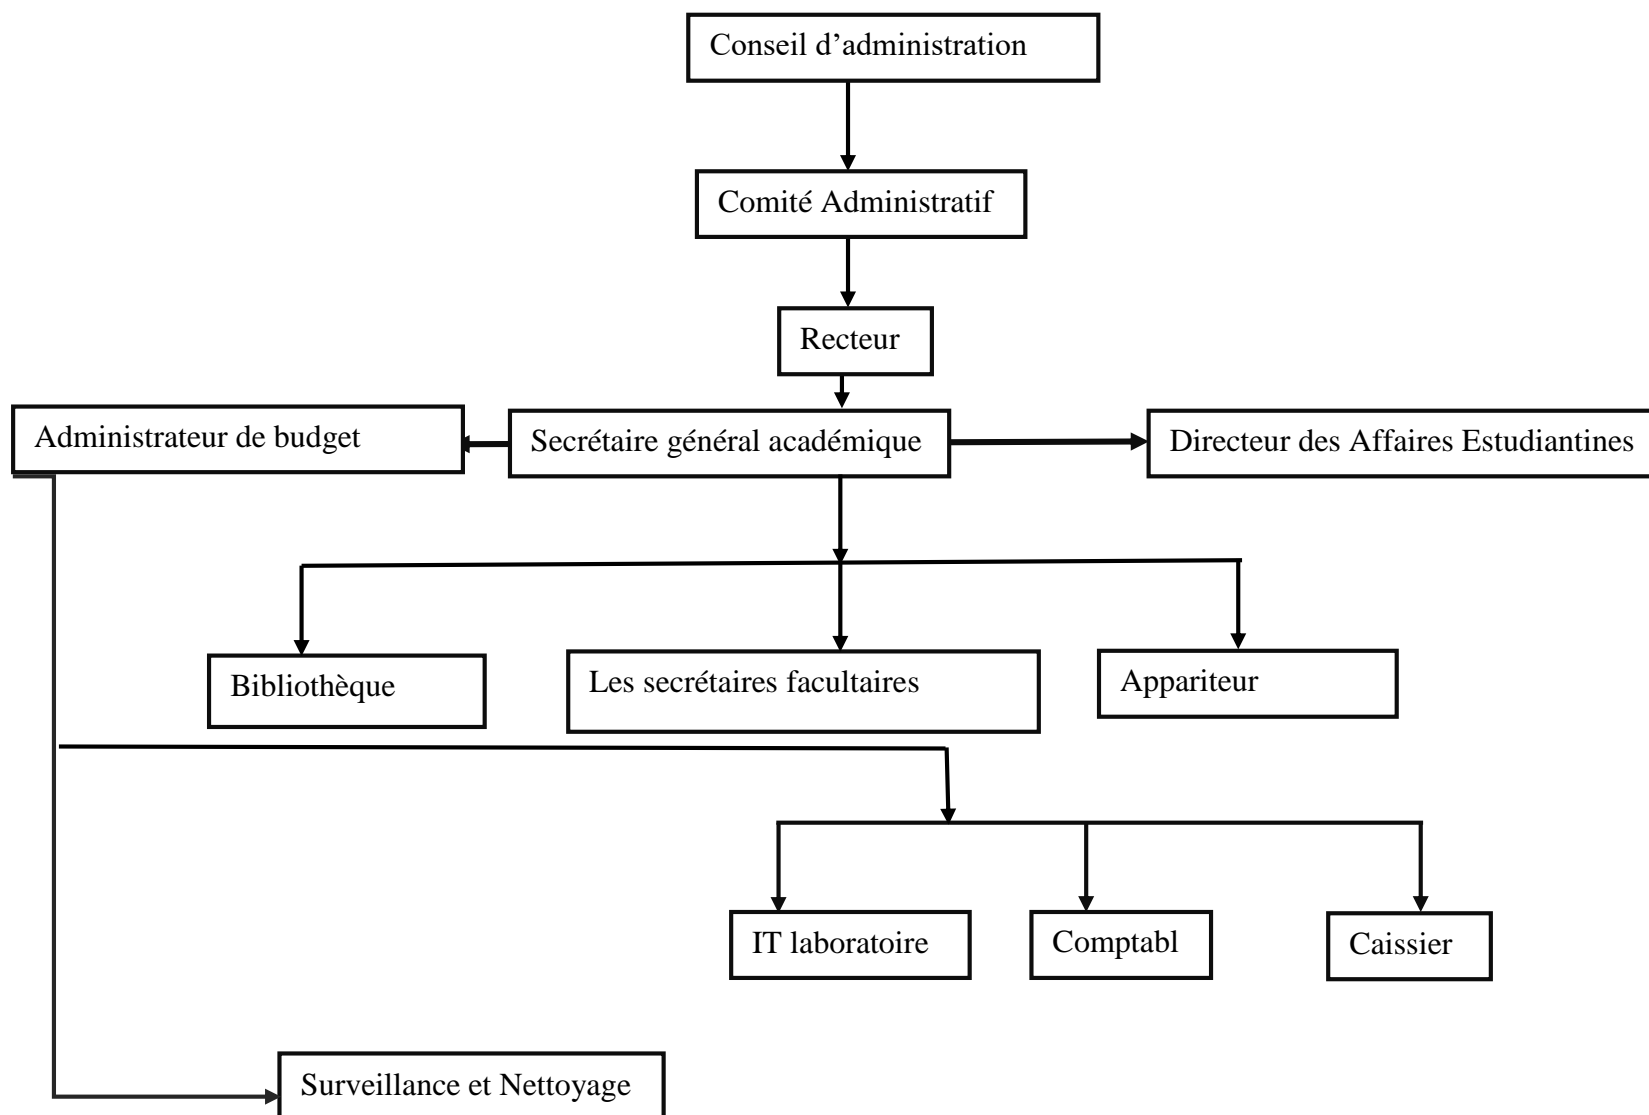 Conseil d’administration
Comité Administratif
Recteur
Administrateur de budget
Secrétaire général académique
Directeur des Affaires Estudiantines
Bibliothèque
Les secrétaires facultaires
Appariteur
IT laboratoire
Comptabl
Caissier
Surveillance et Nettoyage